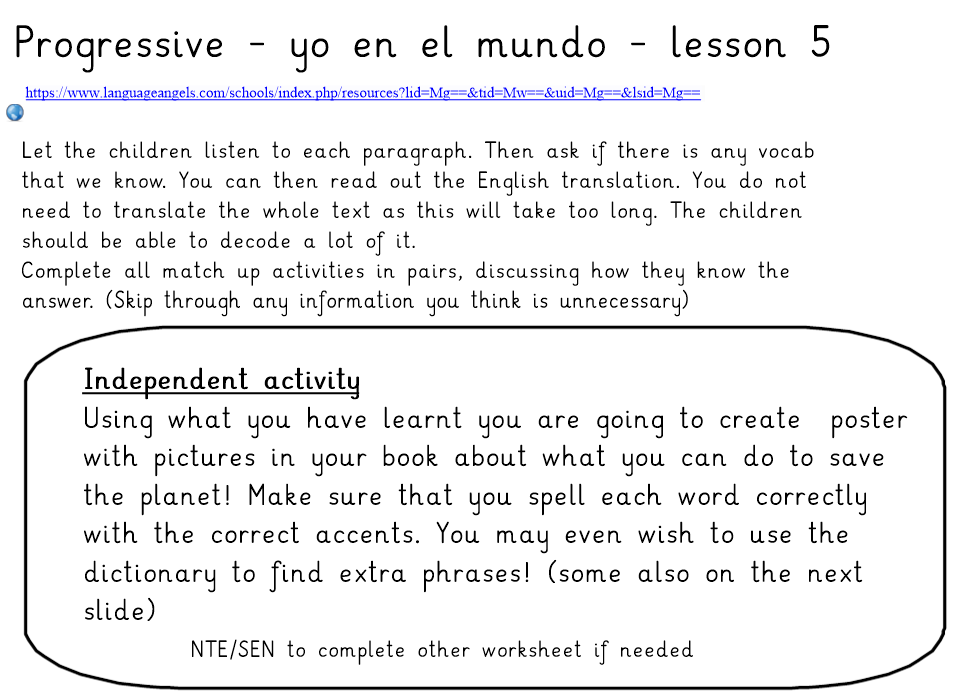 Progressive - yo en el mundo - lesson 5
https://www.languageangels.com/schools/index.php/resources?lid=Mg==&tid=Mw==&uid=Mg==&lsid=Mg==
Let the children listen to each paragraph. Then ask if there is any vocab
that we know. You can then read out the English translation. You do not
need to translate the whole text as this will take too long. The children
should be able to decode a lot of it.
Complete all match up activities in pairs, discussing how they know the
answer. (Skip through any information you think is unnecessary)
Independent activity
Using what you have learnt you are going to create  poster
with pictures in your book about what you can do to save
the planet! Make sure that you spell each word correctly
with the correct accents. You may even wish to use the
dictionary to find extra phrases! (some also on the next
slide)
NTE/SEN to complete other worksheet if needed